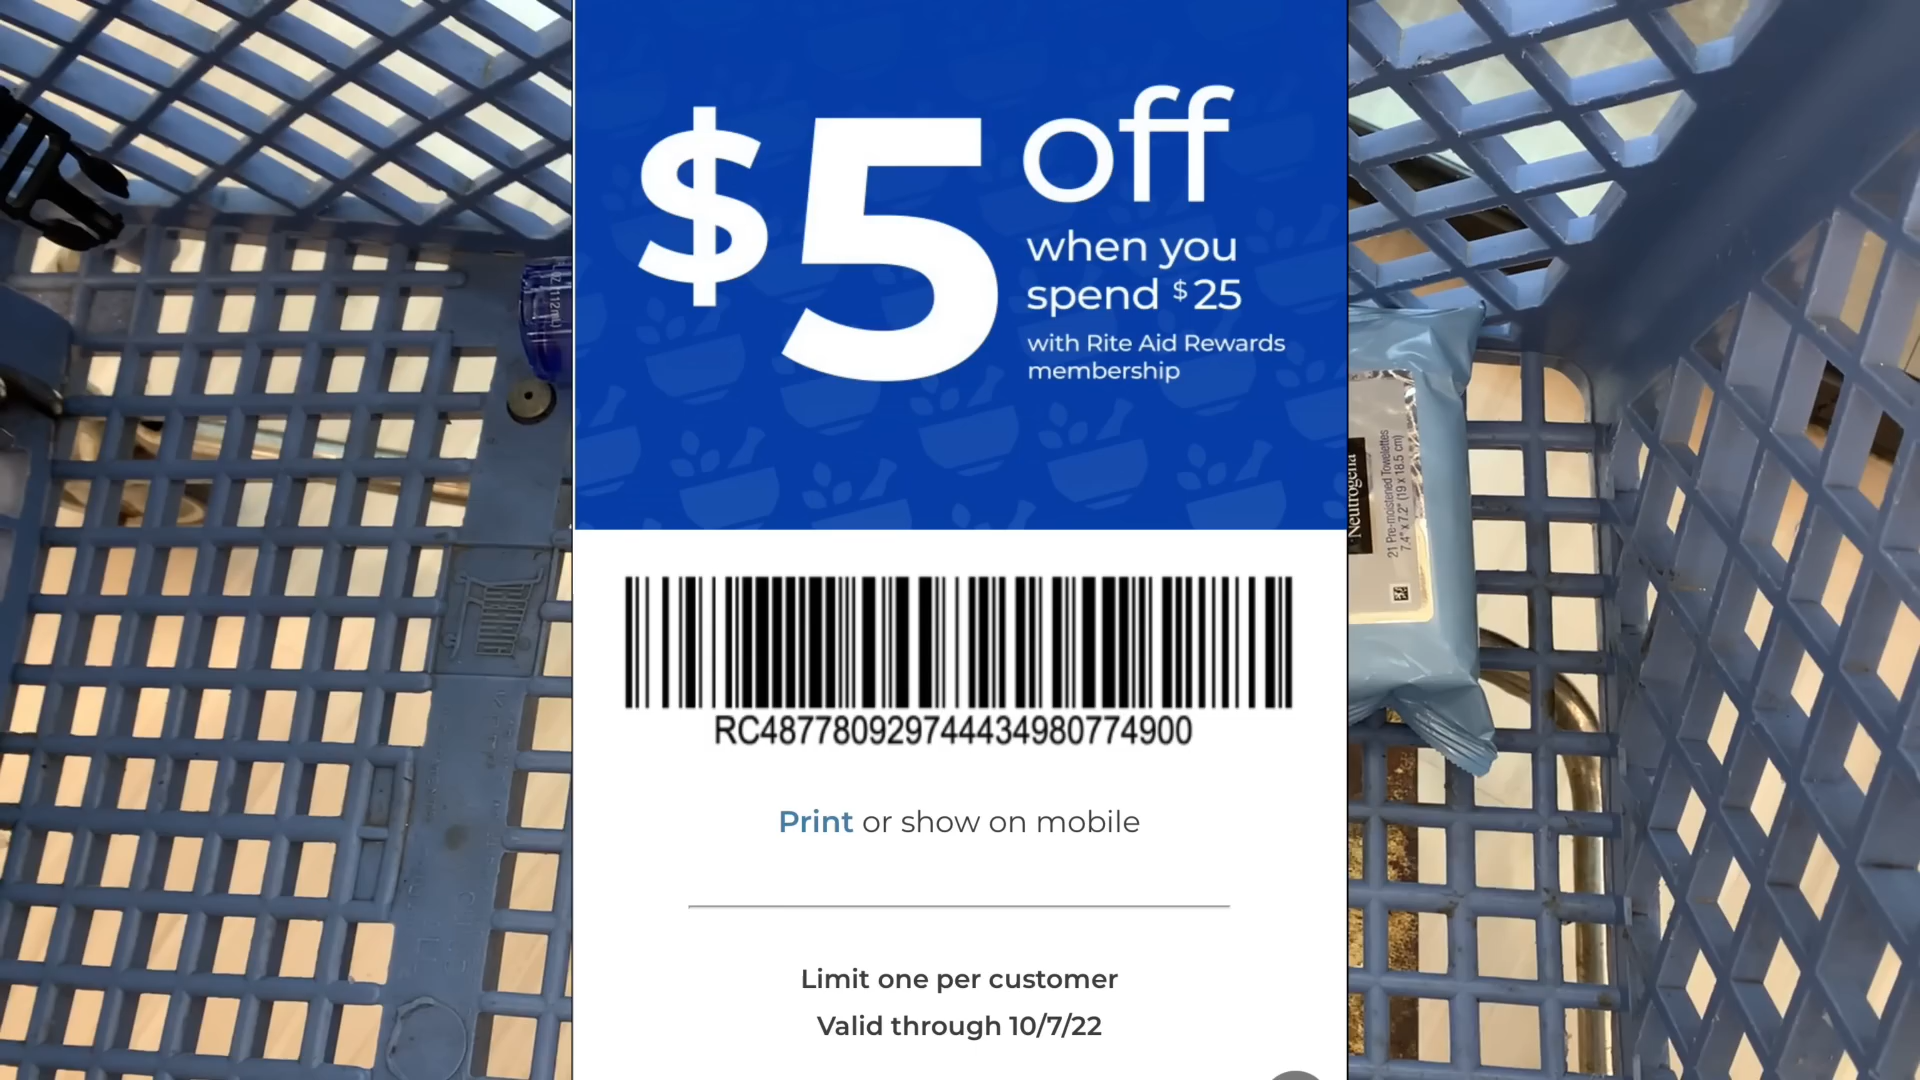 $5 off
when you
spend $25
with Rite Aid Rewards
membership
RC487780929744434980774900
Print or show on mobile
Limit one per customer
Valid through 10/7/22
Neutrogena
21 Pre-moistened Towelettes
7.4" x 7.2" (19 x 18.5 cm)